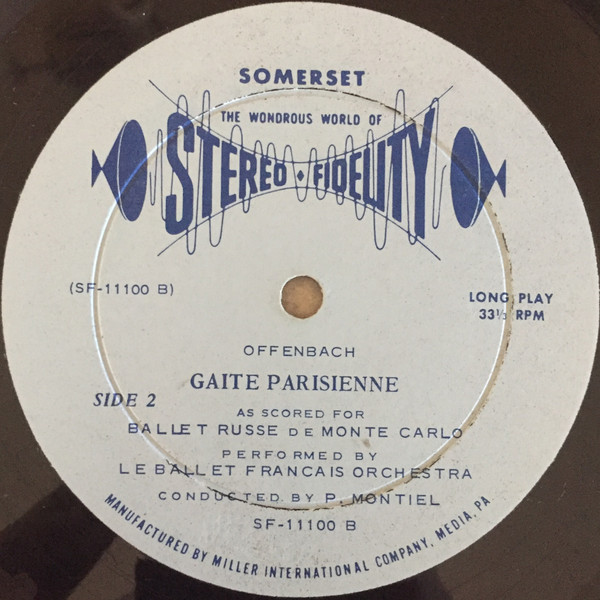 SOMERSET
THE WONDROUS WORLD OF
STEREO • FIDELITY
(SF-11100 B)
LONG PLAY
33⅓ RPM
OFFENBACH
GAITE PARISIENNE
SIDE 2
AS SCORED FOR
BALLET RUSSE DE MONTE CARLO
PERFORMED BY
LE BALLET FRANCAIS ORCHESTRA
CONDUCTED BY P. MONTIEL
SF-11100 B
MANUFACTURED BY MILLER INTERNATIONAL COMPANY, MEDIA, PA